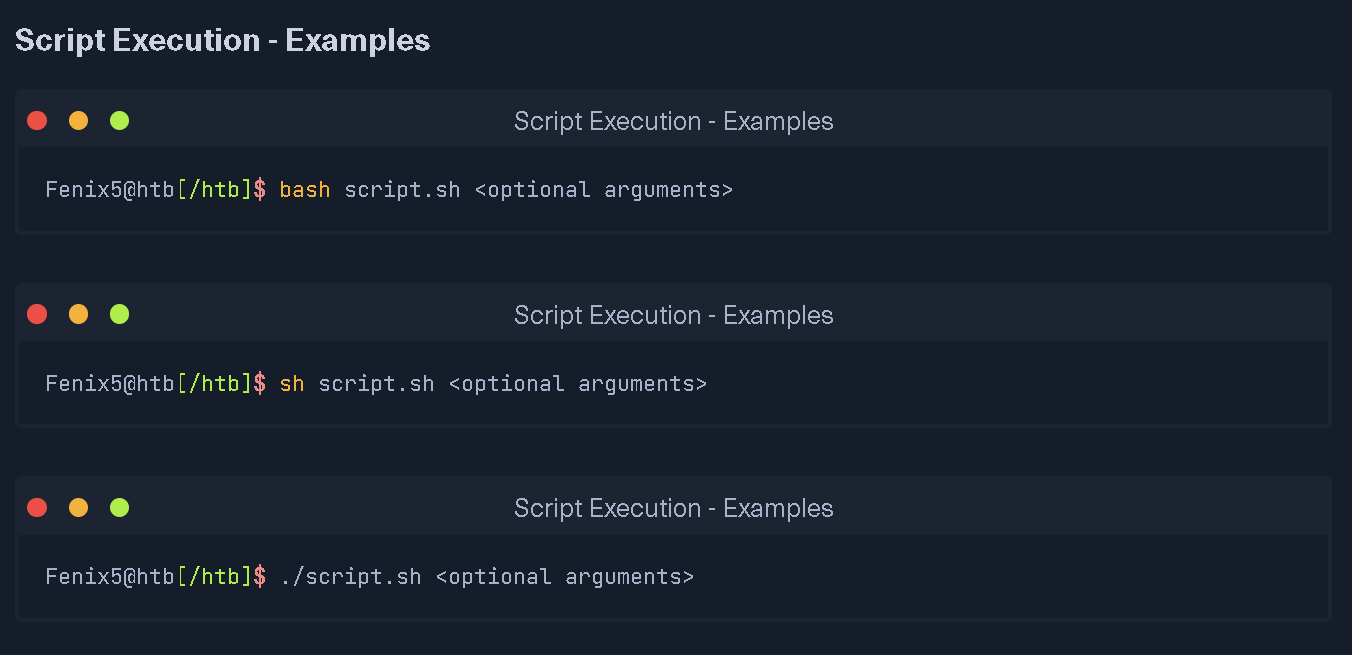 Script Execution - Examples
Script Execution - Examples
Fenix5@htb[/htb]$ bash script.sh <optional arguments>
Script Execution - Examples
Fenix5@htb[/htb]$ sh script.sh <optional arguments>
Script Execution - Examples
Fenix5@htb[/htb]$ ./script.sh <optional arguments>